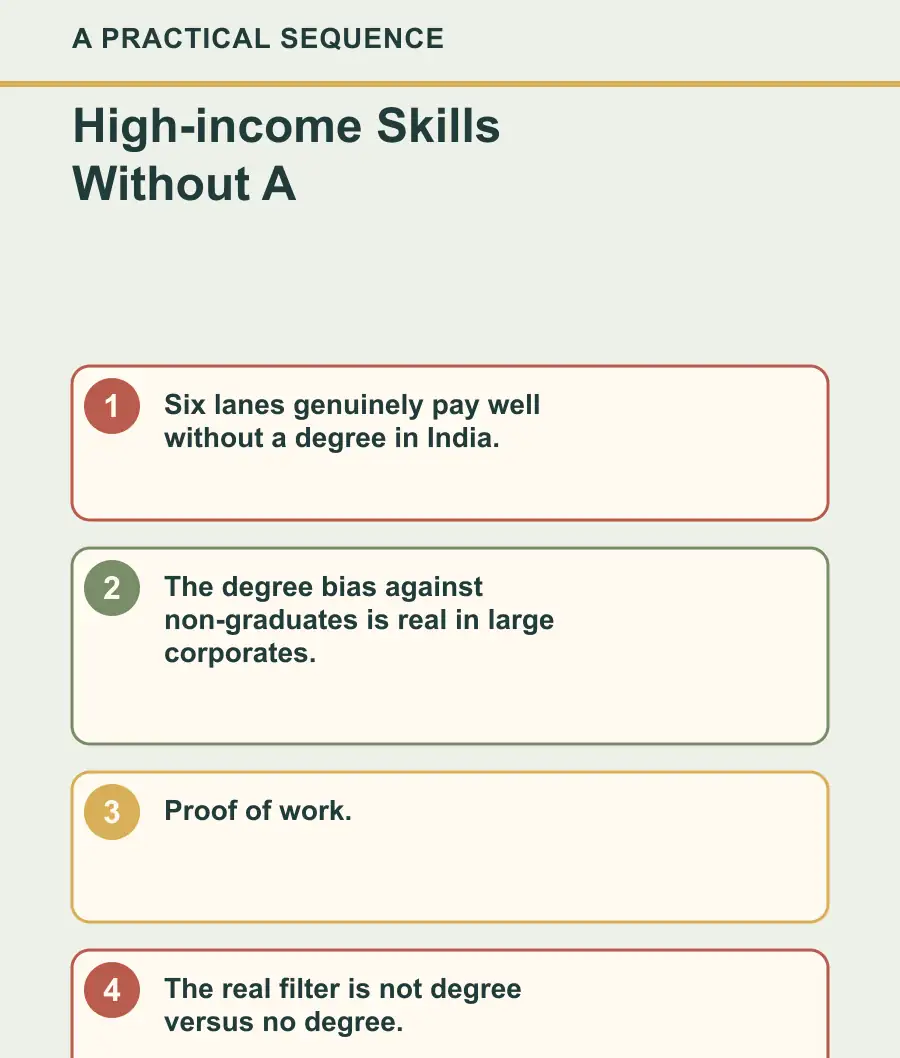 A PRACTICAL SEQUENCE
High-income Skills
Without A
1
Six lanes genuinely pay well
without a degree in India.
2
The degree bias against
non-graduates is real in large
corporates.
3
Proof of work.
4
The real filter is not degree
versus no degree.